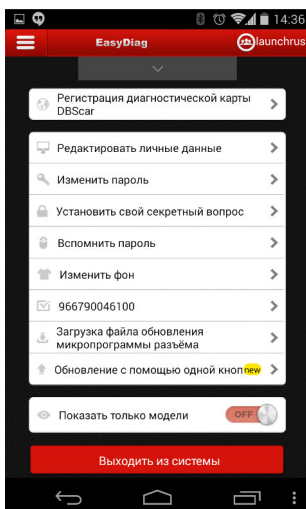 14:36
EasyDiag
launchrus
Регистрация диагностической карты
DBScar
Редактировать личные данные
Изменить пароль
Установить свой секретный вопрос
Вспомнить пароль
Изменить фон
966790046100
Загрузка файла обновления
микропрограммы разъёма
Обновление с помощью одной кноп new
Показать только модели
OFF
Выходить из системы